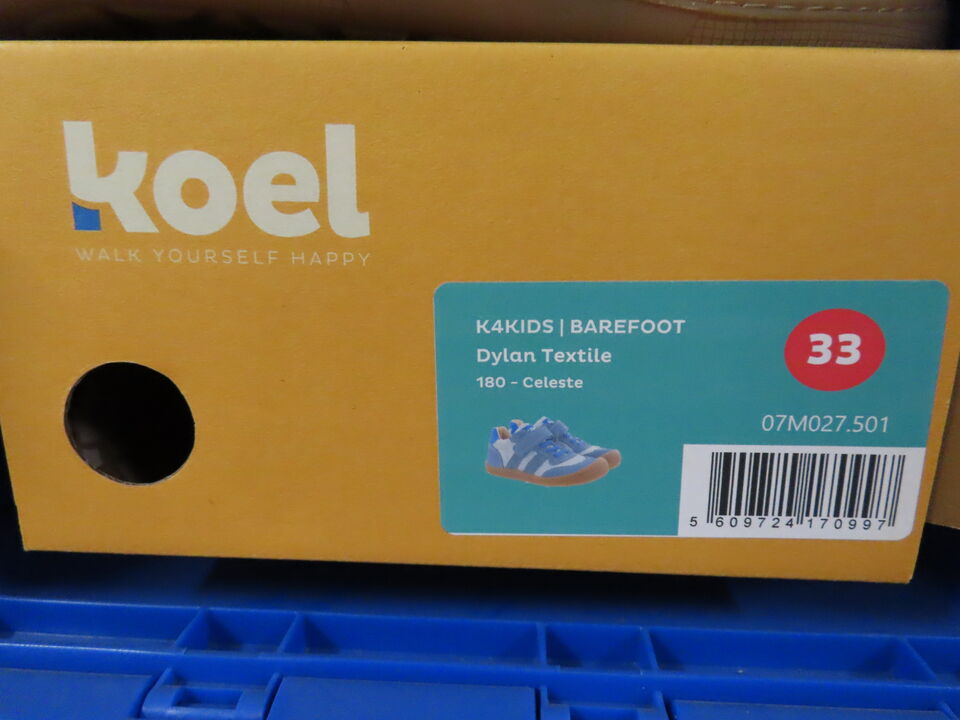 koel
WALK YOURSELF HAPPY
K4KIDS | BAREFOOT
Dylan Textile
180 - Celeste
33
07M027.501
5 609724 170997